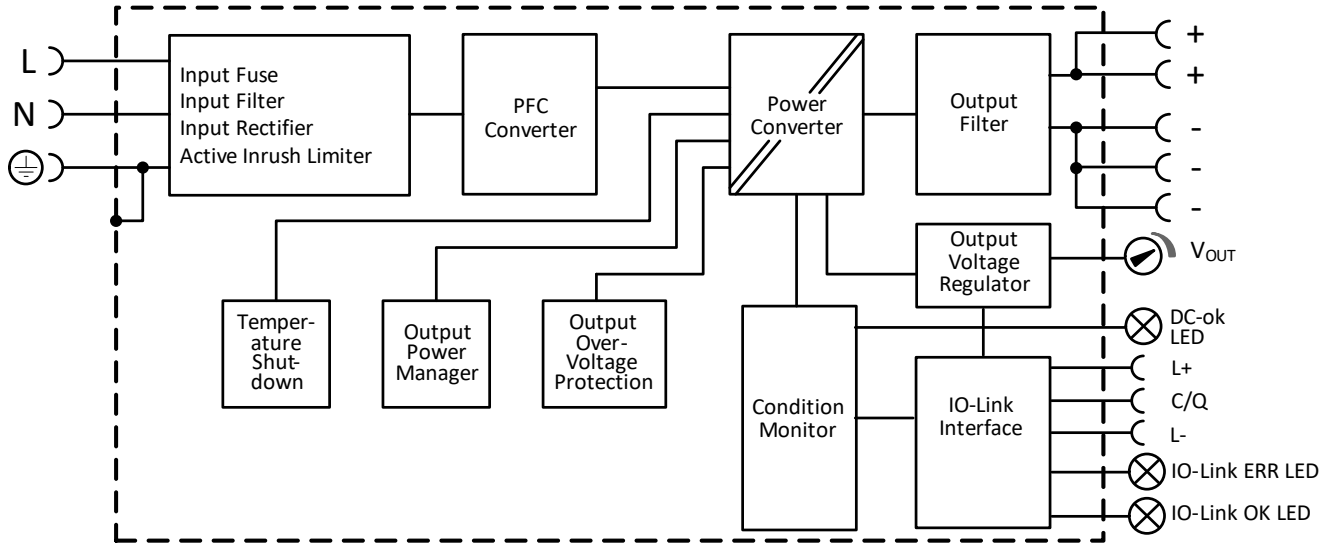 L
N
Input Fuse
Input Filter
Input Rectifier
Active Inrush Limiter
PFC
Converter
Power
Converter
Output
Filter
+
+
-
-
-
Output
Voltage
Regulator
VOUT
Temper-
ature
Shut-
down
Output
Power
Manager
Output
Over-
Voltage
Protection
Condition
Monitor
IO-Link
Interface
DC-ok
LED
L+
C/Q
L-
IO-Link ERR LED
IO-Link OK LED